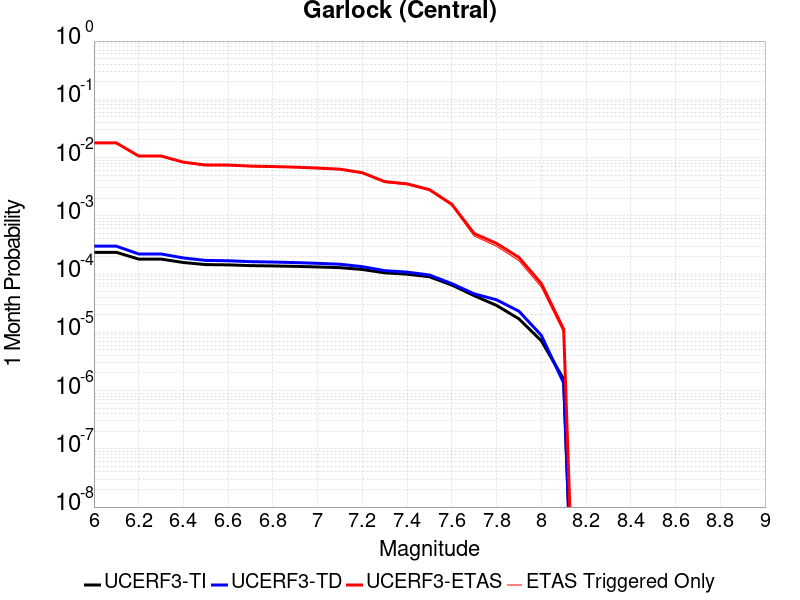 Garlock (Central)
10^0
10^-1
10^-2
10^-3
10^-4
10^-5
10^-6
10^-7
10^-8
1 Month Probability
6 6.2 6.4 6.6 6.8 7 7.2 7.4 7.6 7.8 8 8.2 8.4 8.6 8.8 9
Magnitude
UCERF3-TI UCERF3-TD UCERF3-ETAS ETAS Triggered Only